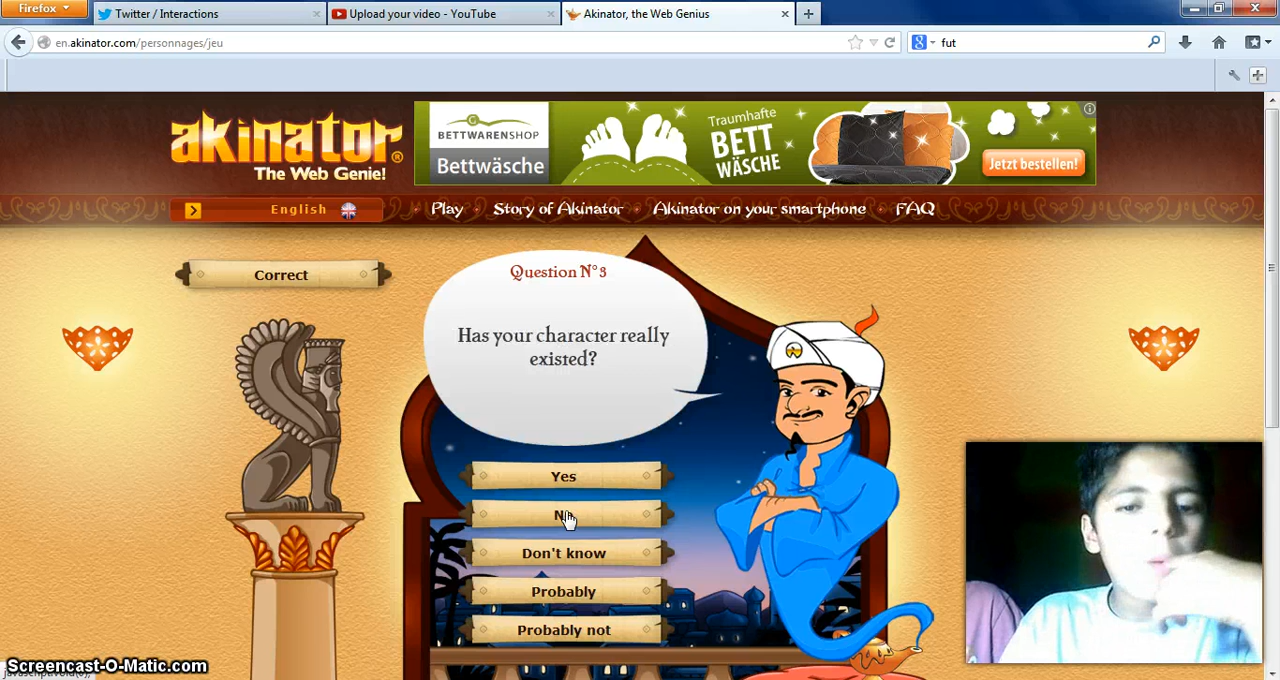 Firefox
Twitter / Interactions
Upload your video - YouTube
Akinator, the Web Genius
en.akinator.com/personnages/jeu
fut
akinator®
The Web Genie!
BETTWARENSHOP
Bettwäsche
Traumhafte
BETT
WÄSCHE
Jetzt bestellen!
English
Play
Story of Akinator
Akinator on your smartphone
FAQ
Correct
Question N°3
Has your character really
existed?
Yes
Don't know
Probably
Probably not
Screencast-O-Matic.com